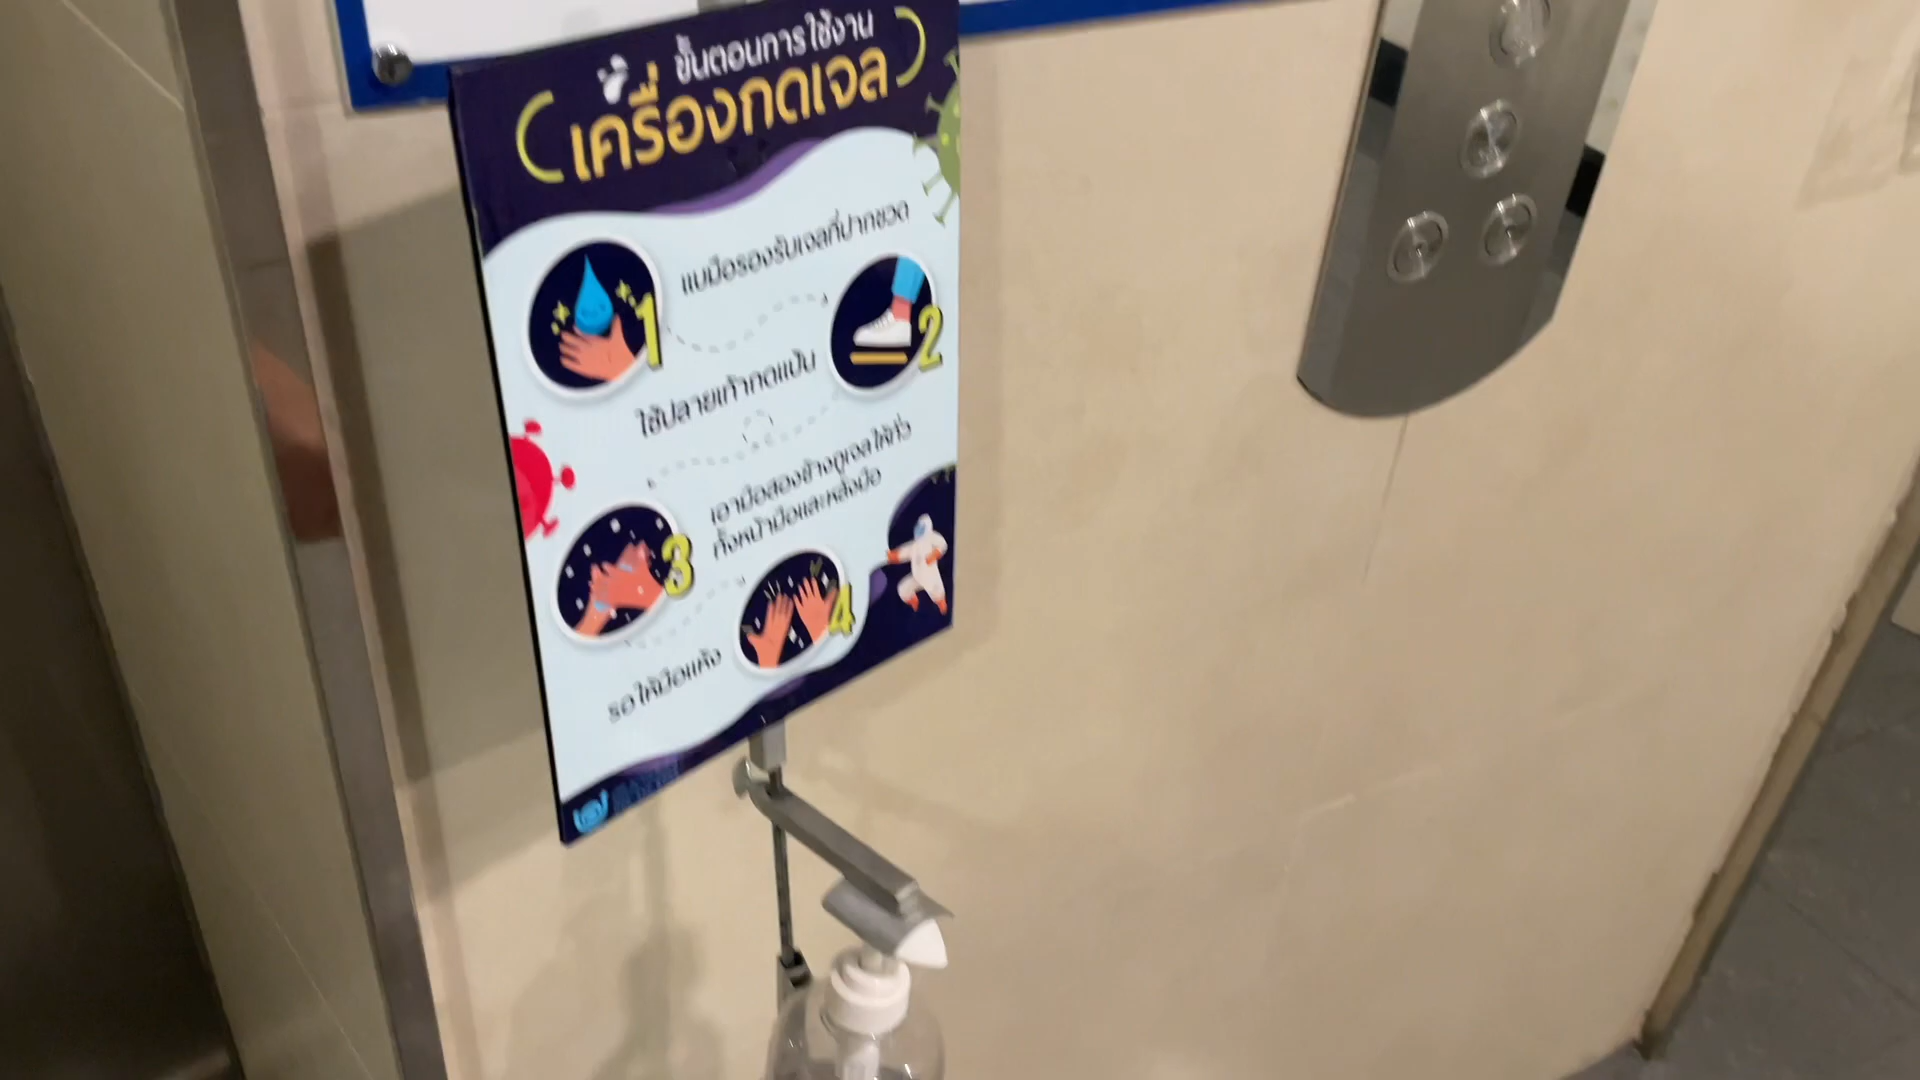 ขั้นตอนการใช้งาน
เครื่องกดเจล
แบมือรองรับเจลที่ปากขวด
1
2
ใช้ปลายเท้ากดแป้น
เอามือสองข้างถูเจลให้ทั่ว
ทั้งหน้ามือและหลังมือ
3
4
รอให้มือแห้ง